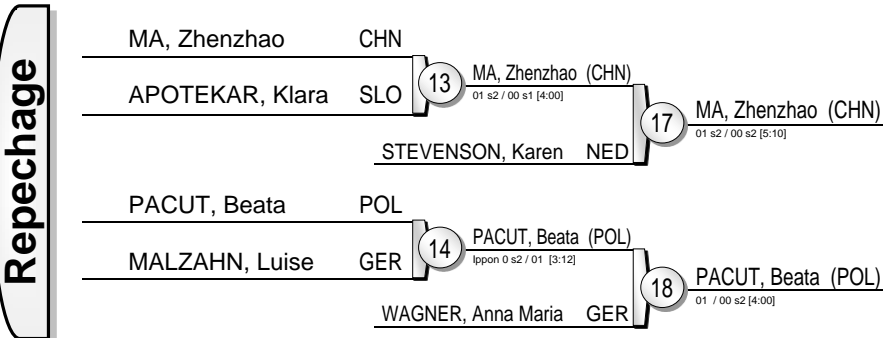 Repechage
MA, Zhenzhao CHN
APOTEKAR, Klara SLO
13
MA, Zhenzhao (CHN)
01 s2 / 00 s1 [4:00]
STEVENSON, Karen NED
17
MA, Zhenzhao (CHN)
01 s2 / 00 s2 [5:10]
PACUT, Beata POL
MALZAHN, Luise GER
14
PACUT, Beata (POL)
Ippon 0 s2 / 01 [3:12]
WAGNER, Anna Maria GER
18
PACUT, Beata (POL)
01 / 00 s2 [4:00]